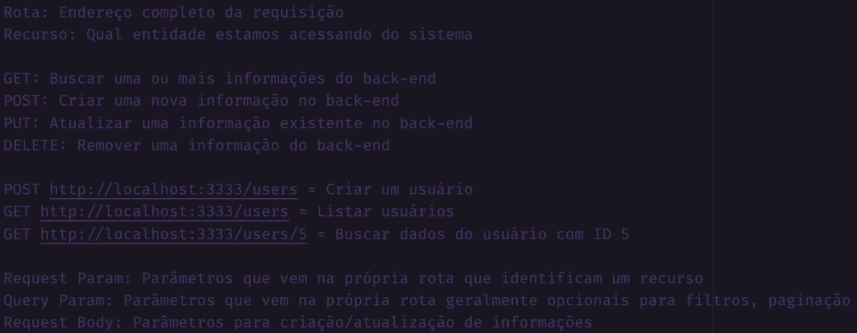 Rota: Endereço completo da requisição
Recurso: Qual entidade estamos acessando do sistema
GET: Buscar uma ou mais informações do back-end
POST: Criar uma nova informação no back-end
PUT: Atualizar uma informação existente no back-end
DELETE: Remover uma informação do back-end
POST http://localhost:3333/users = Criar um usuário
GET http://localhost:3333/users = Listar usuários
GET http://localhost:3333/users/5 = Buscar dados do usuário com ID 5
Request Param: Parâmetros que vem na própria rota que identificam um recurso
Query Param: Parâmetros que vem na própria rota geralmente opcionais para filtros, paginação
Request Body: Parâmetros para criação/atualização de informações